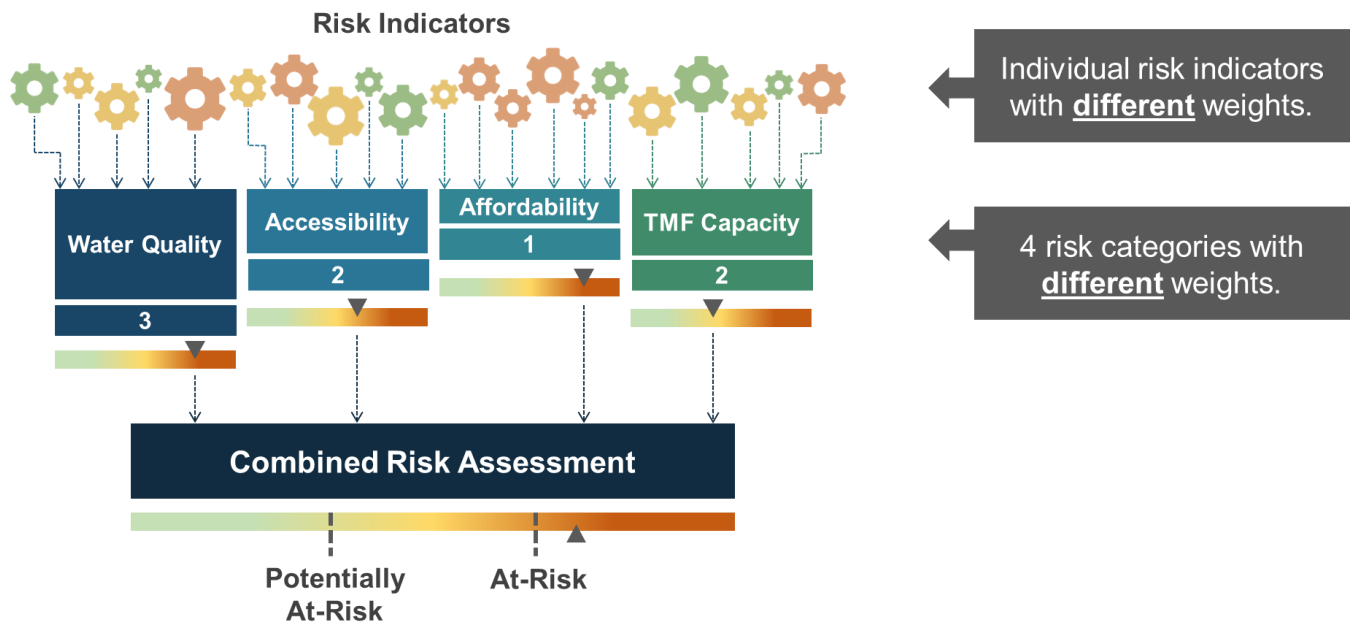 Risk Indicators
Individual risk indicators
with different weights.
Water Quality
3
Accessibility
2
Affordability
1
TMF Capacity
2
4 risk categories with
different weights.
Combined Risk Assessment
Potentially
At-Risk
At-Risk